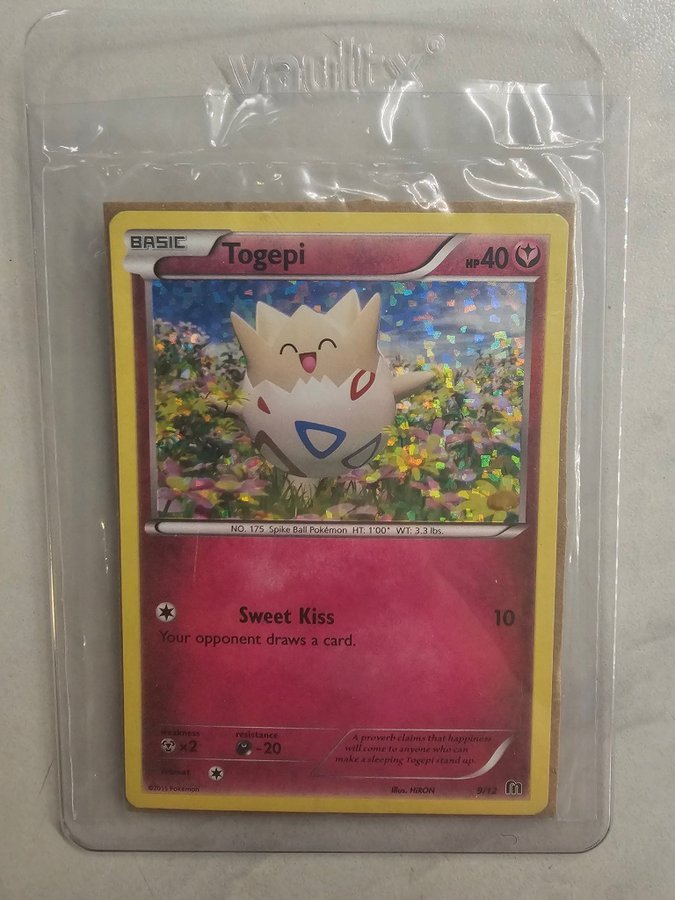 vaultx®
BASIC Togepi HP 40
NO. 175 Spike Ball Pokémon HT: 1'00" WT: 3.3 lbs.
Sweet Kiss 10
Your opponent draws a card.
weakness resistance
×2 -20
retreat
A proverb claims that happiness
will come to anyone who can
make a sleeping Togepi stand up.
©2015 Pokémon Illus. HiRON 9/12 m